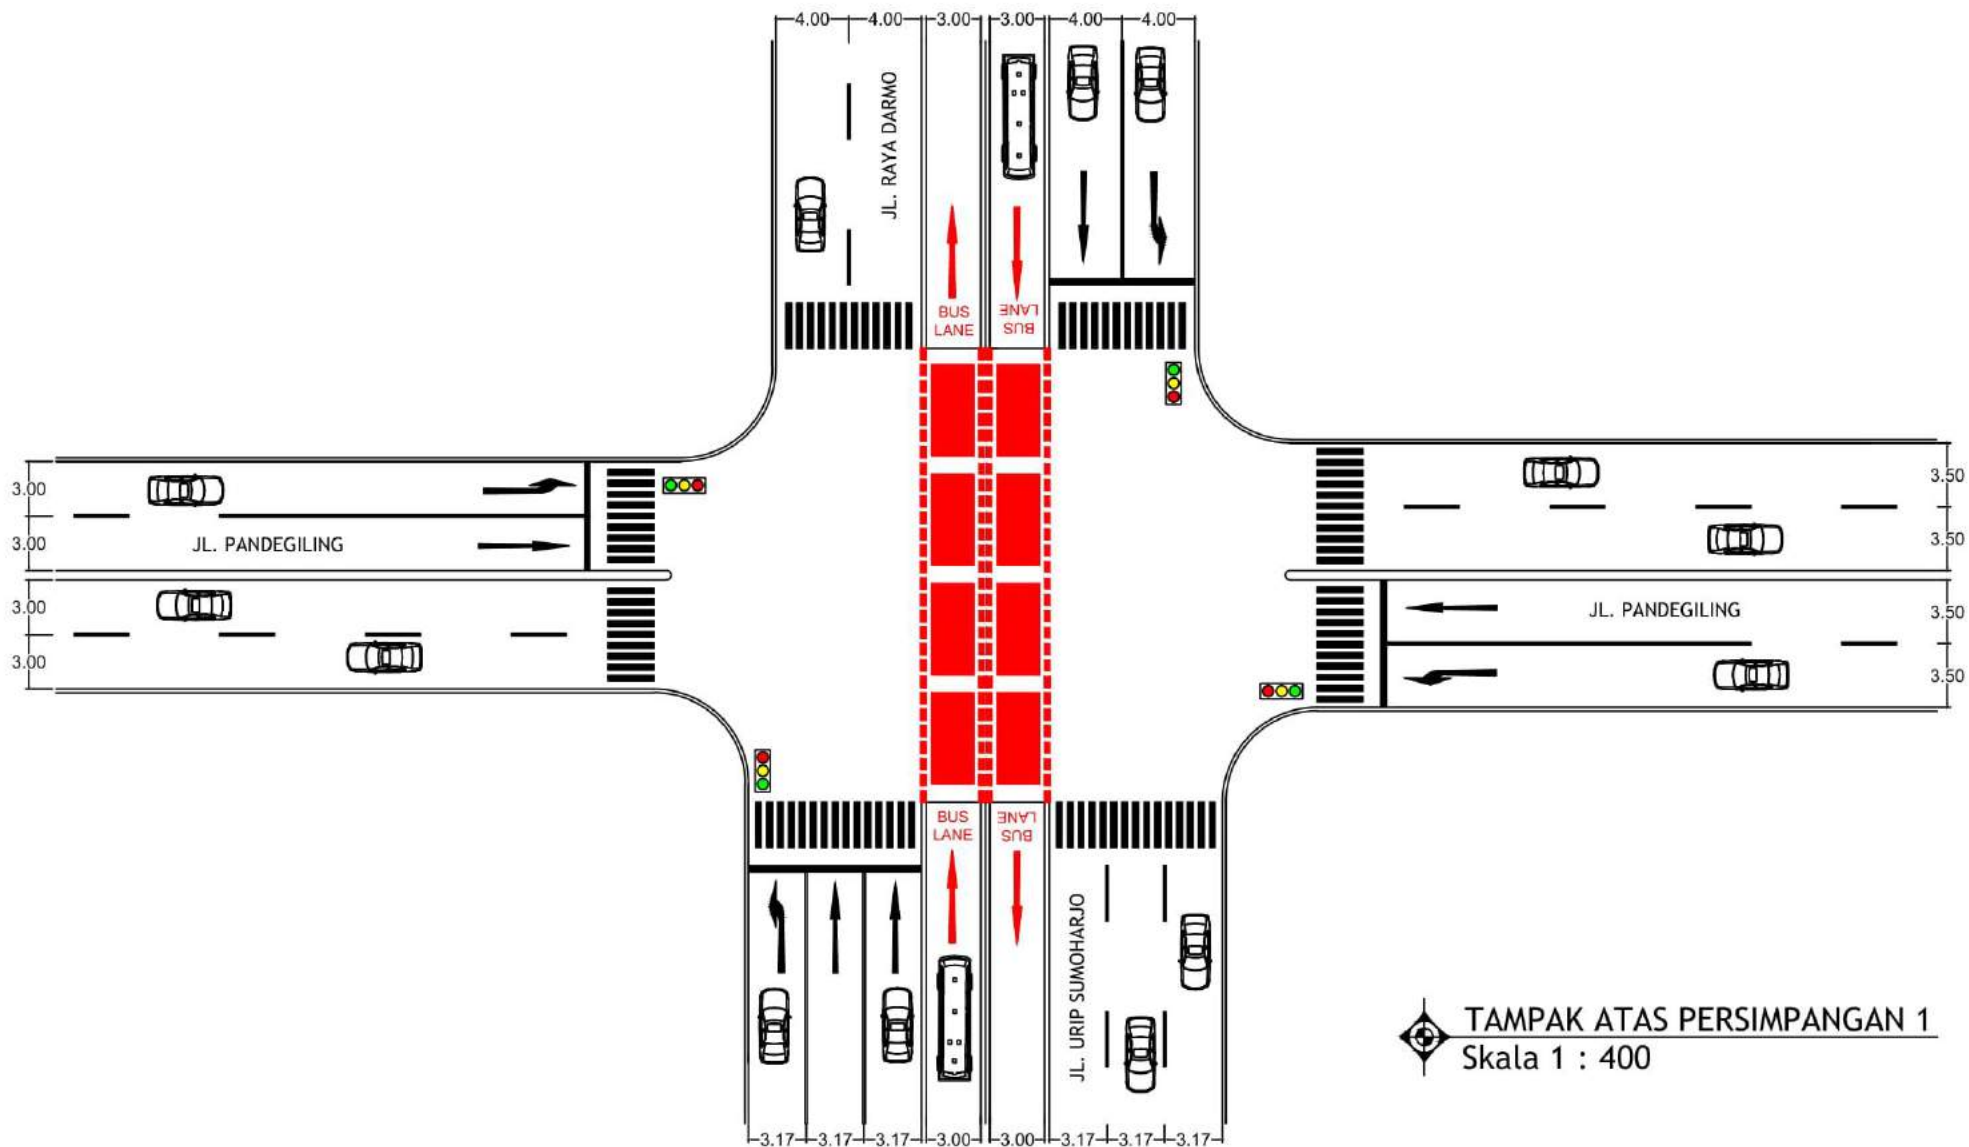 4.00 4.00 3.00 3.00 4.00 4.00
JL. RAYA DARMO
BUS
LANE
BUS
LANE
3.00
3.00
JL. PANDEGILING
3.00
3.00
3.50
3.50
JL. PANDEGILING
3.50
3.50
BUS
LANE
BUS
LANE
JL. URIP SUMOHARJO
TAMPAK ATAS PERSIMPANGAN 1
Skala 1 : 400
3.17 3.17 3.17 3.00 3.00 3.17 3.17 3.17